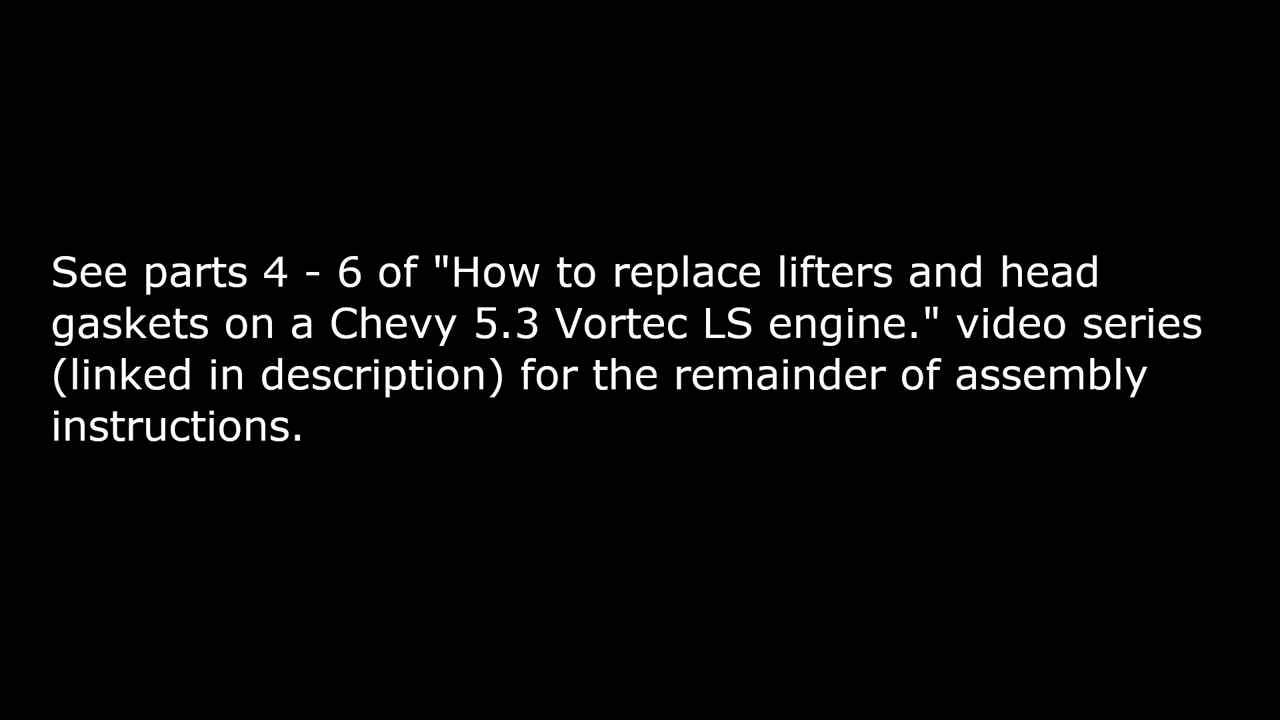 See parts 4 - 6 of "How to replace lifters and head
gaskets on a Chevy 5.3 Vortec LS engine." video series
(linked in description) for the remainder of assembly
instructions.